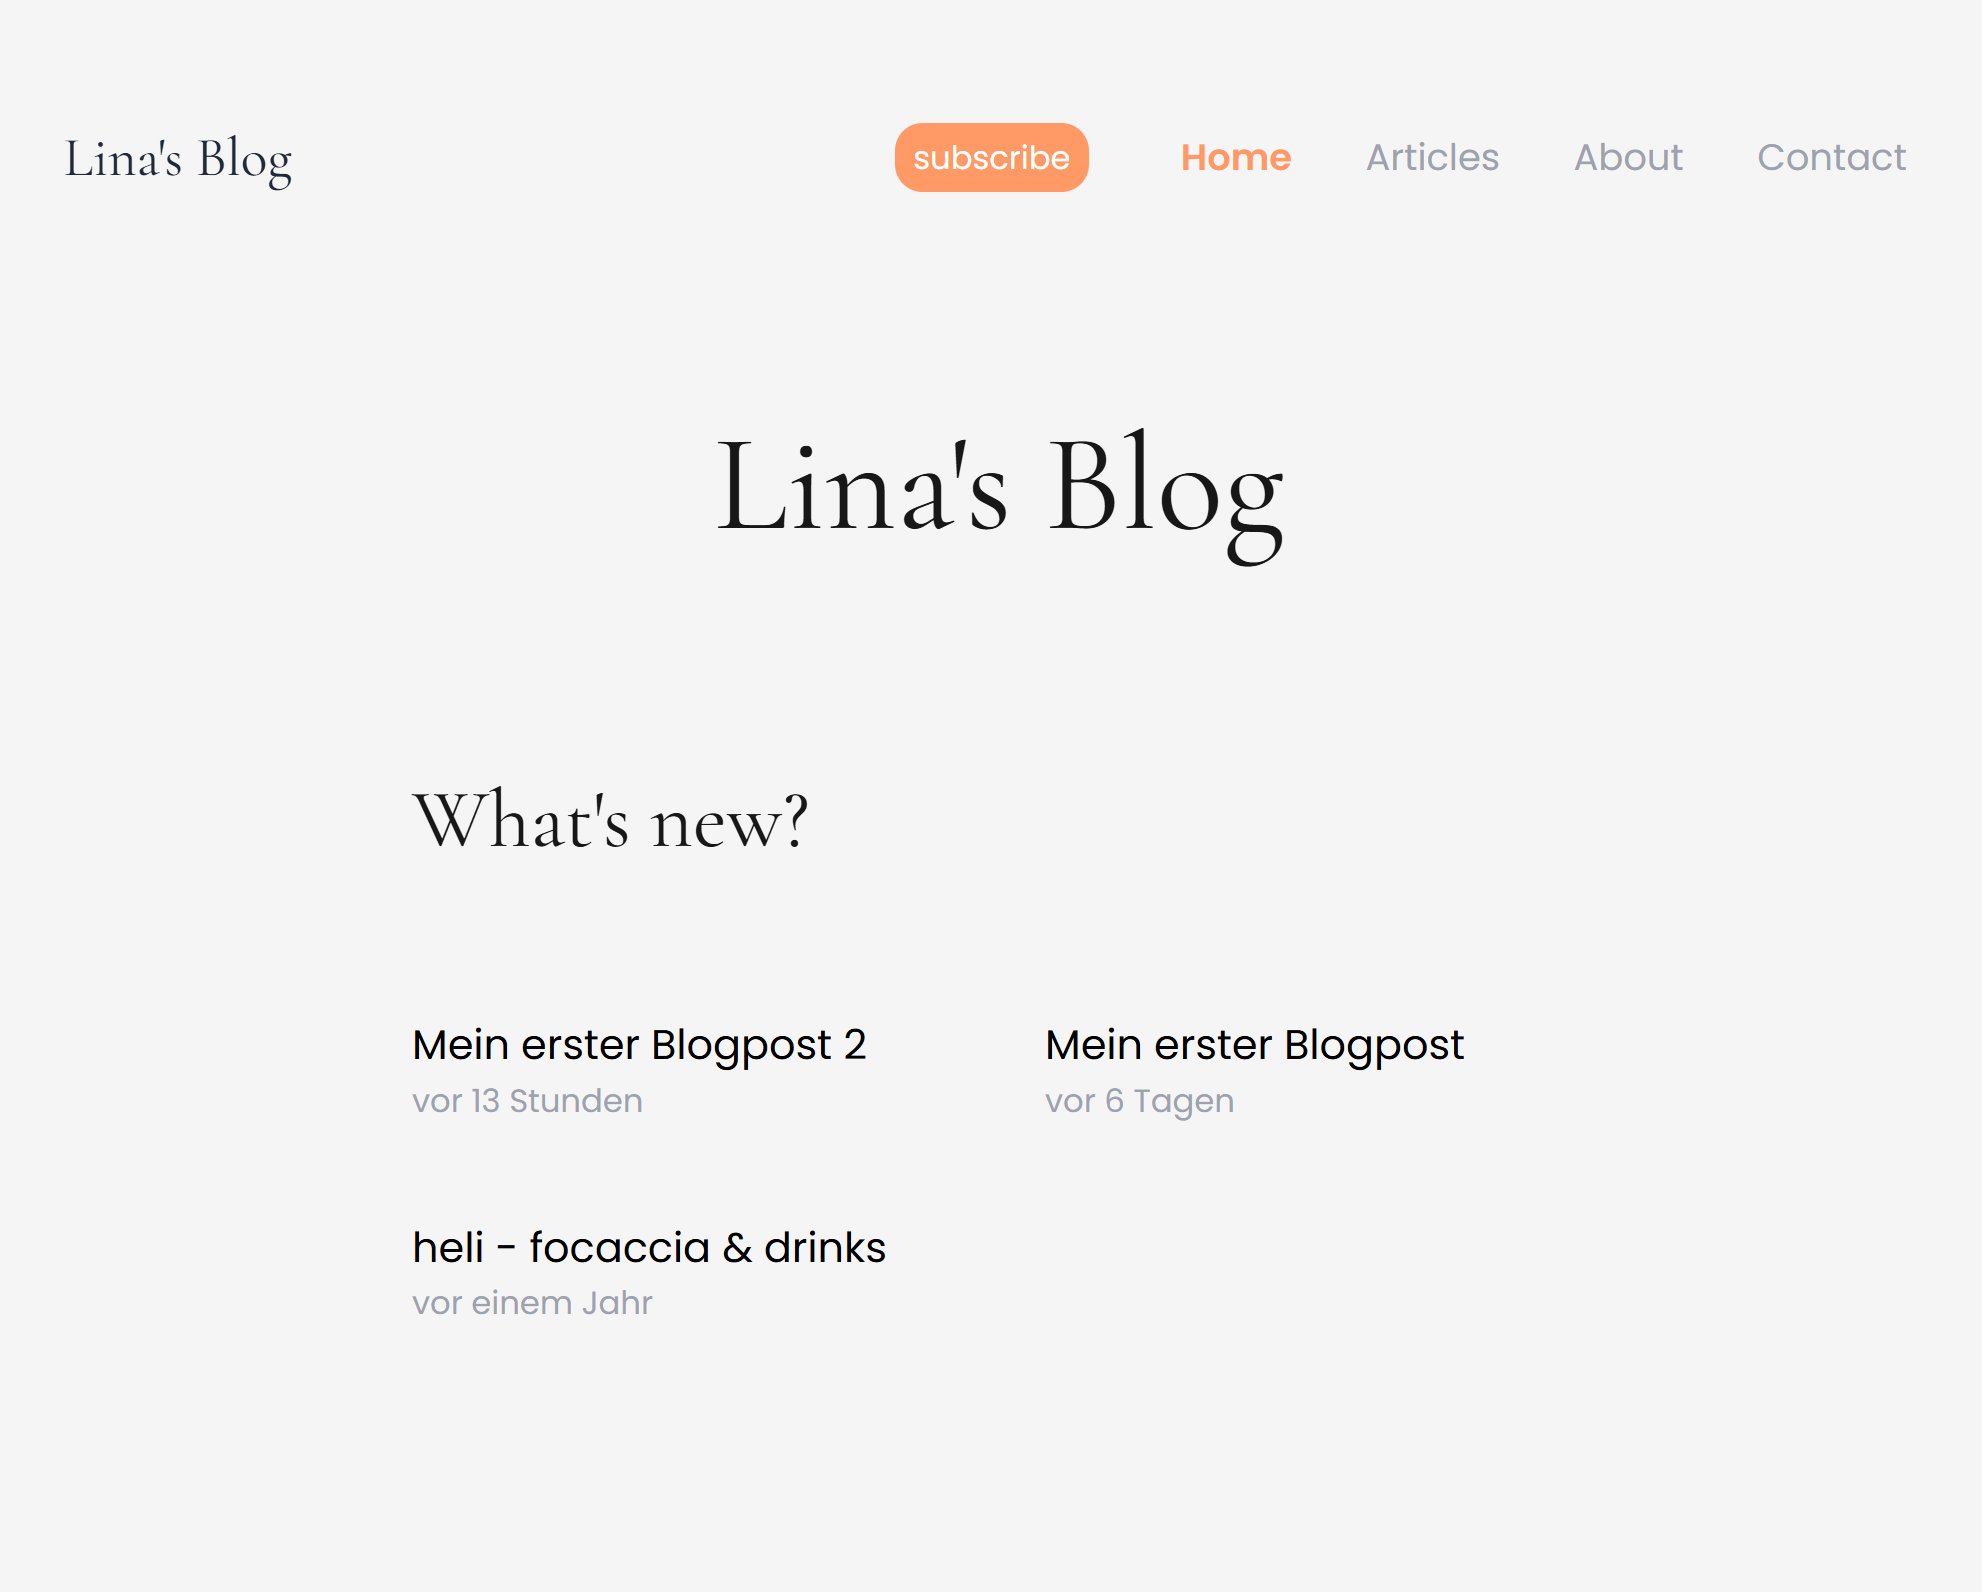 Lina's Blog
subscribe
Home
Articles
About
Contact
Lina's Blog
What's new?
Mein erster Blogpost 2
vor 13 Stunden
Mein erster Blogpost
vor 6 Tagen
heli - focaccia & drinks
vor einem Jahr